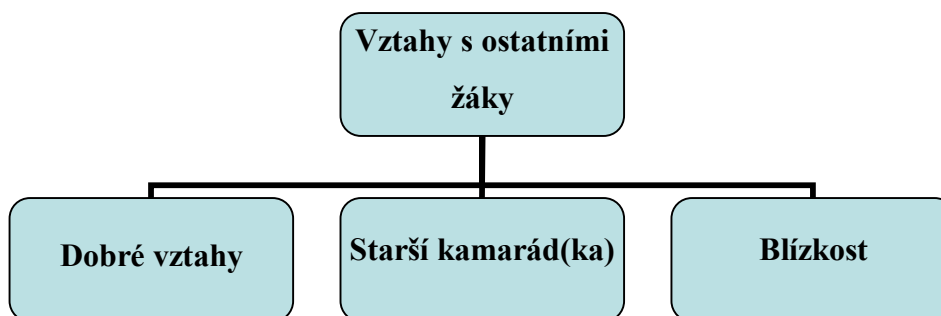 Vztahy s ostatními
žáky
Dobré vztahy
Starší kamarád(ka)
Blízkost